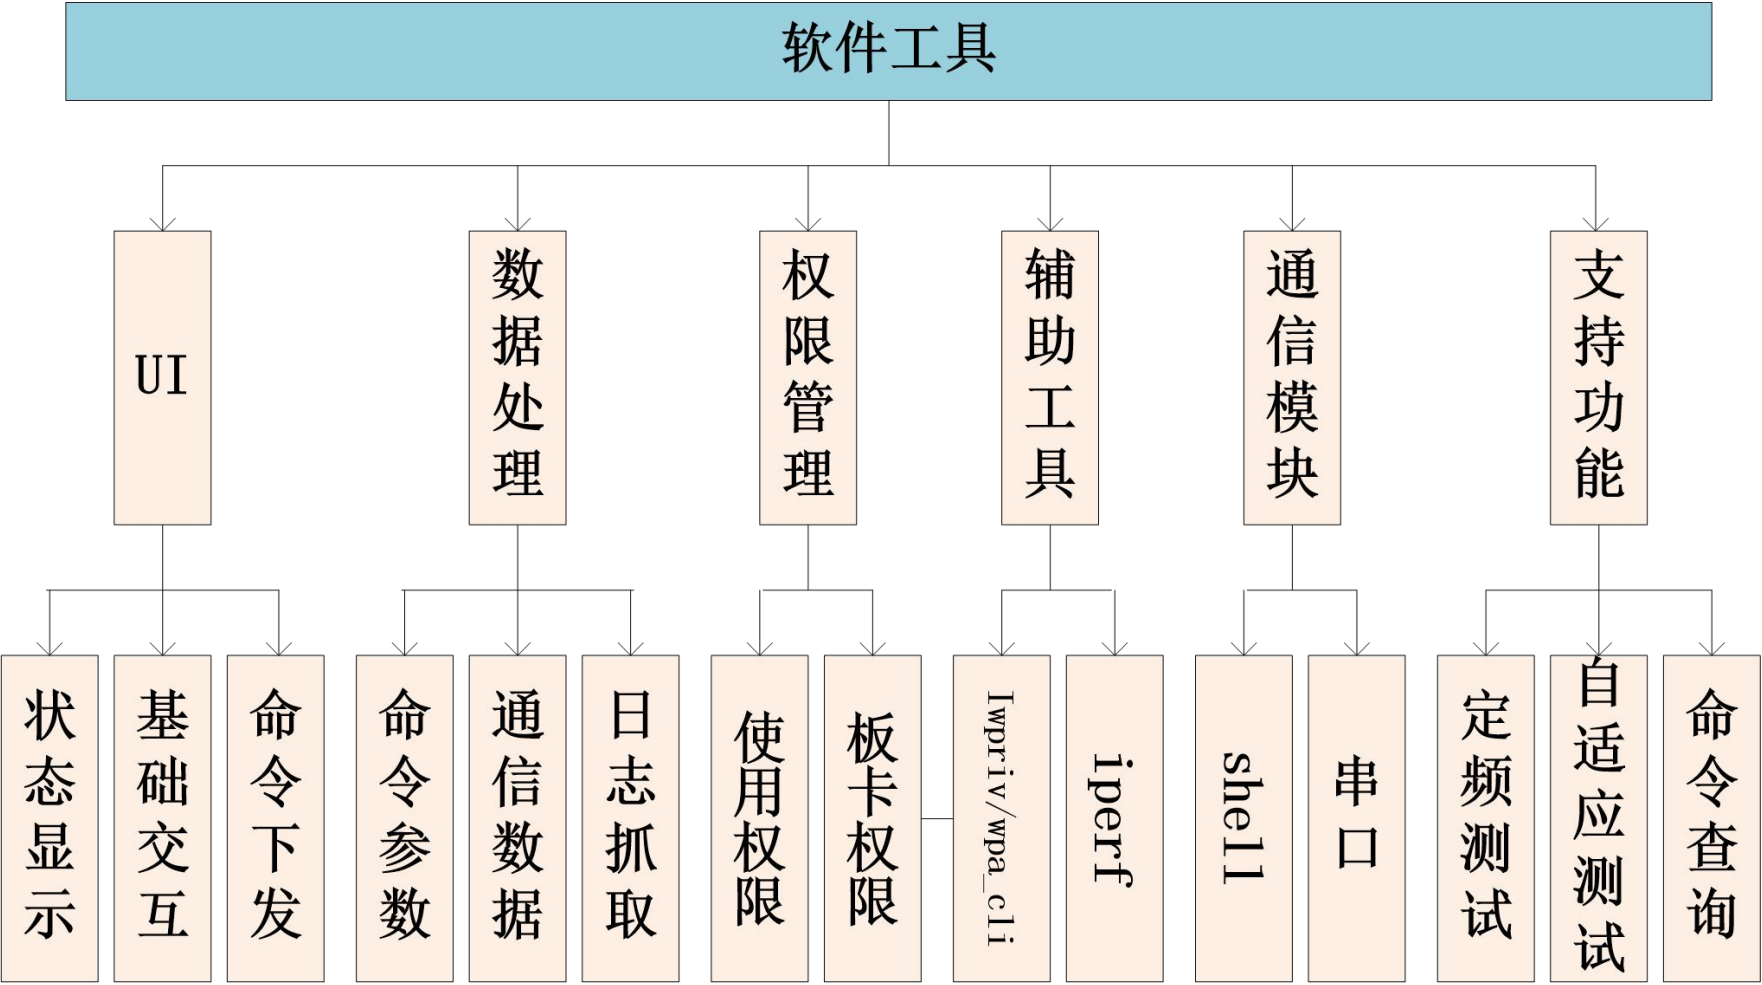 软件工具
UI
数据处理
权限管理
辅助工具
通信模块
支持功能
状态显示
基础交互
命令下发
命令参数
通信数据
日志抓取
使用权限
板卡权限
Iwpriv/wpa_cli
iperf
shell
串口
定频测试
自适应测试
命令查询